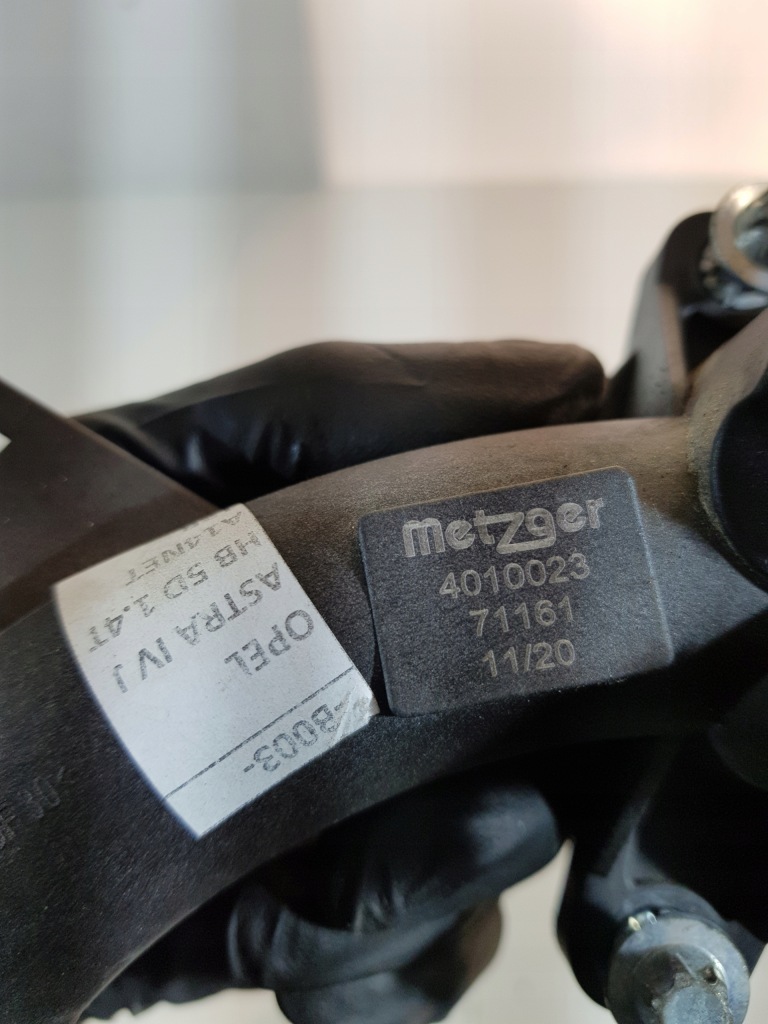 metzger
4010023
71161
11/20
-B003-
OPEL
ASTRA IV J
HB 5D 1.4T
A14NET